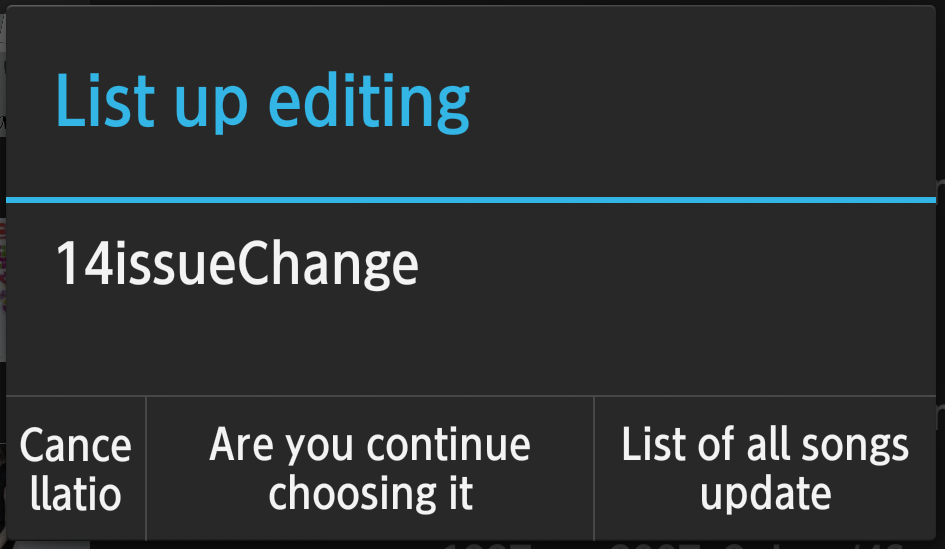 List up editing
14issueChange
Cance
llatio
Are you continue
choosing it
List of all songs
update